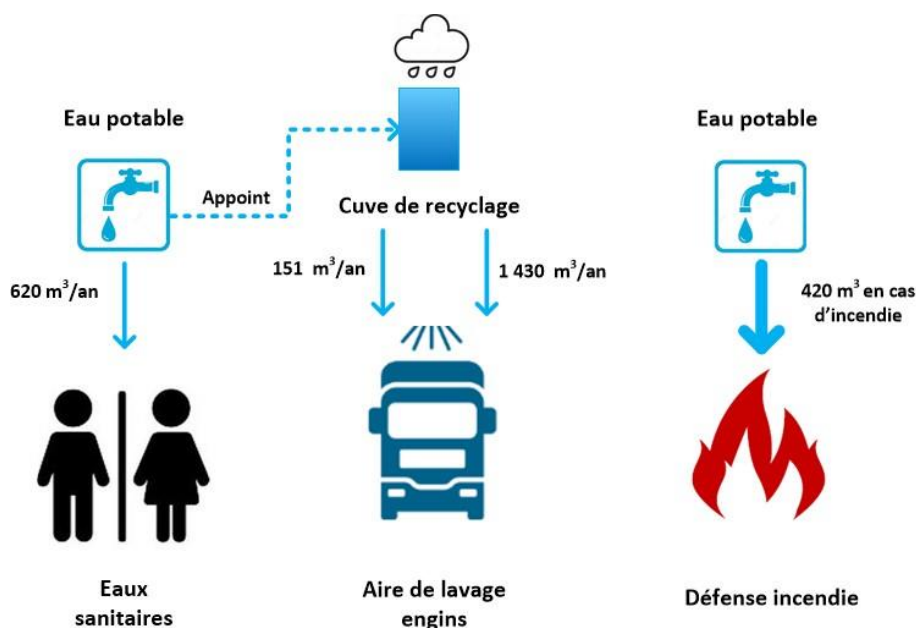 Eau potable
Appoint
620 m³/an
Eaux
sanitaires
Cuve de recyclage
151 m³/an
1 430 m³/an
Aire de lavage
engins
Eau potable
420 m³ en cas
d'incendie
Défense incendie